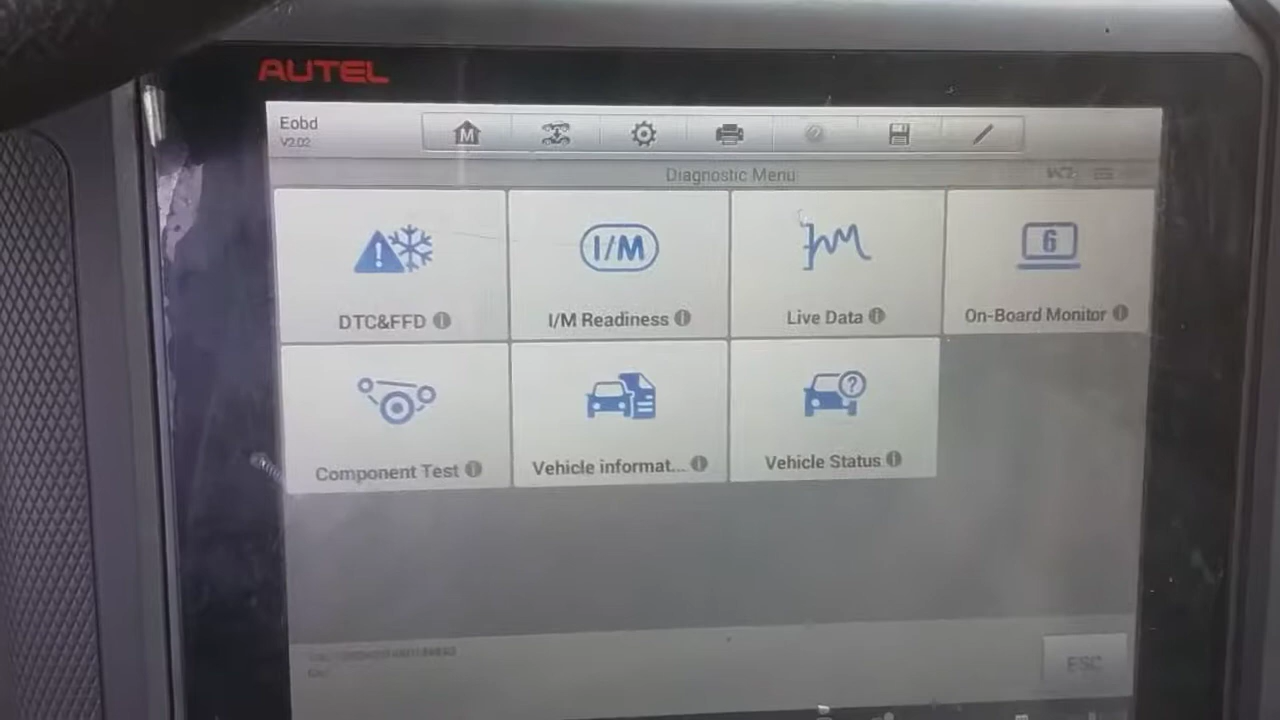 AUTEL
Eobd
V2.02
M
Diagnostic Menu
I/M
6
DTC&FFD
I/M Readiness
Live Data
On-Board Monitor
?
Component Test
Vehicle informat...
Vehicle Status
ESC